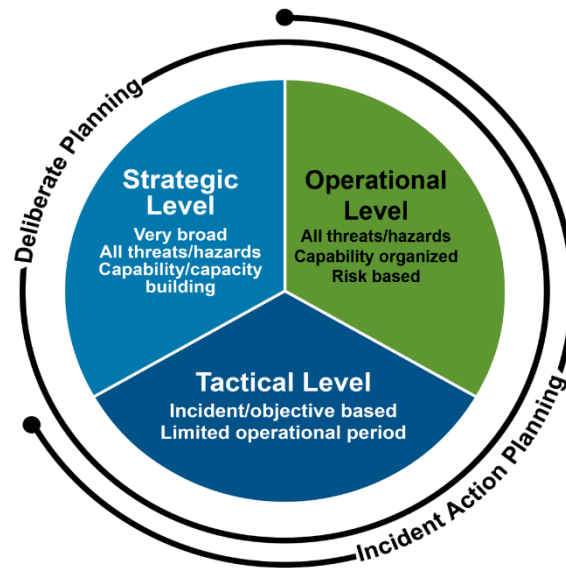 Deliberate Planning
Strategic
Level
Very broad
All threats/hazards
Capability/capacity
building
Operational
Level
All threats/hazards
Capability organized
Risk based
Tactical Level
Incident/objective based
Limited operational period
Incident Action Planning